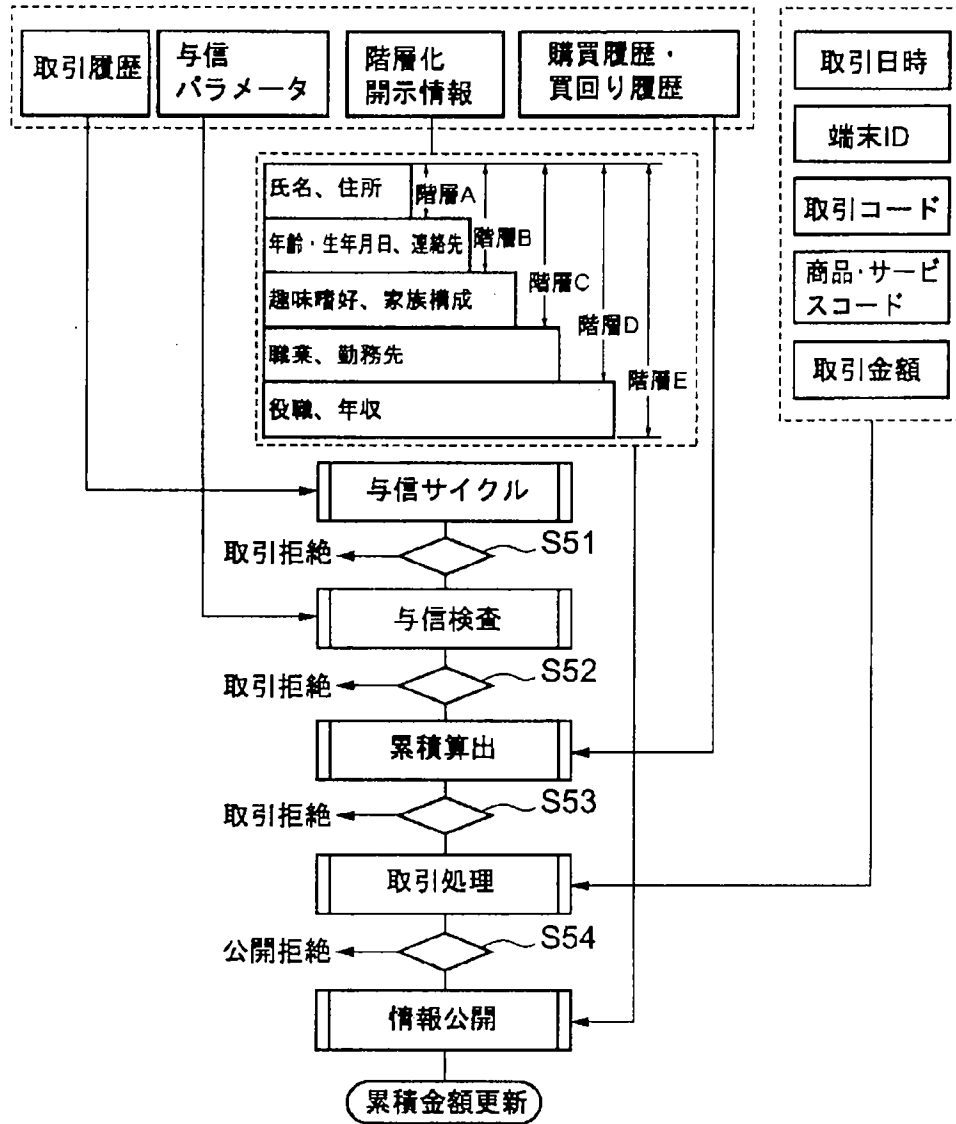 取引履歴
与信
パラメータ
階層化
開示情報
購買履歴・
買回り履歴
取引日時
端末ID
取引コード
商品・サービ
スコード
取引金額
氏名、住所
階層A
年齢・生年月日、連絡先
階層B
趣味嗜好、家族構成
階層C
職業、勤務先
階層D
役職、年収
階層E
与信サイクル
取引拒絶
S51
与信検査
取引拒絶
S52
累積算出
取引拒絶
S53
取引処理
公開拒絶
S54
情報公開
累積金額更新